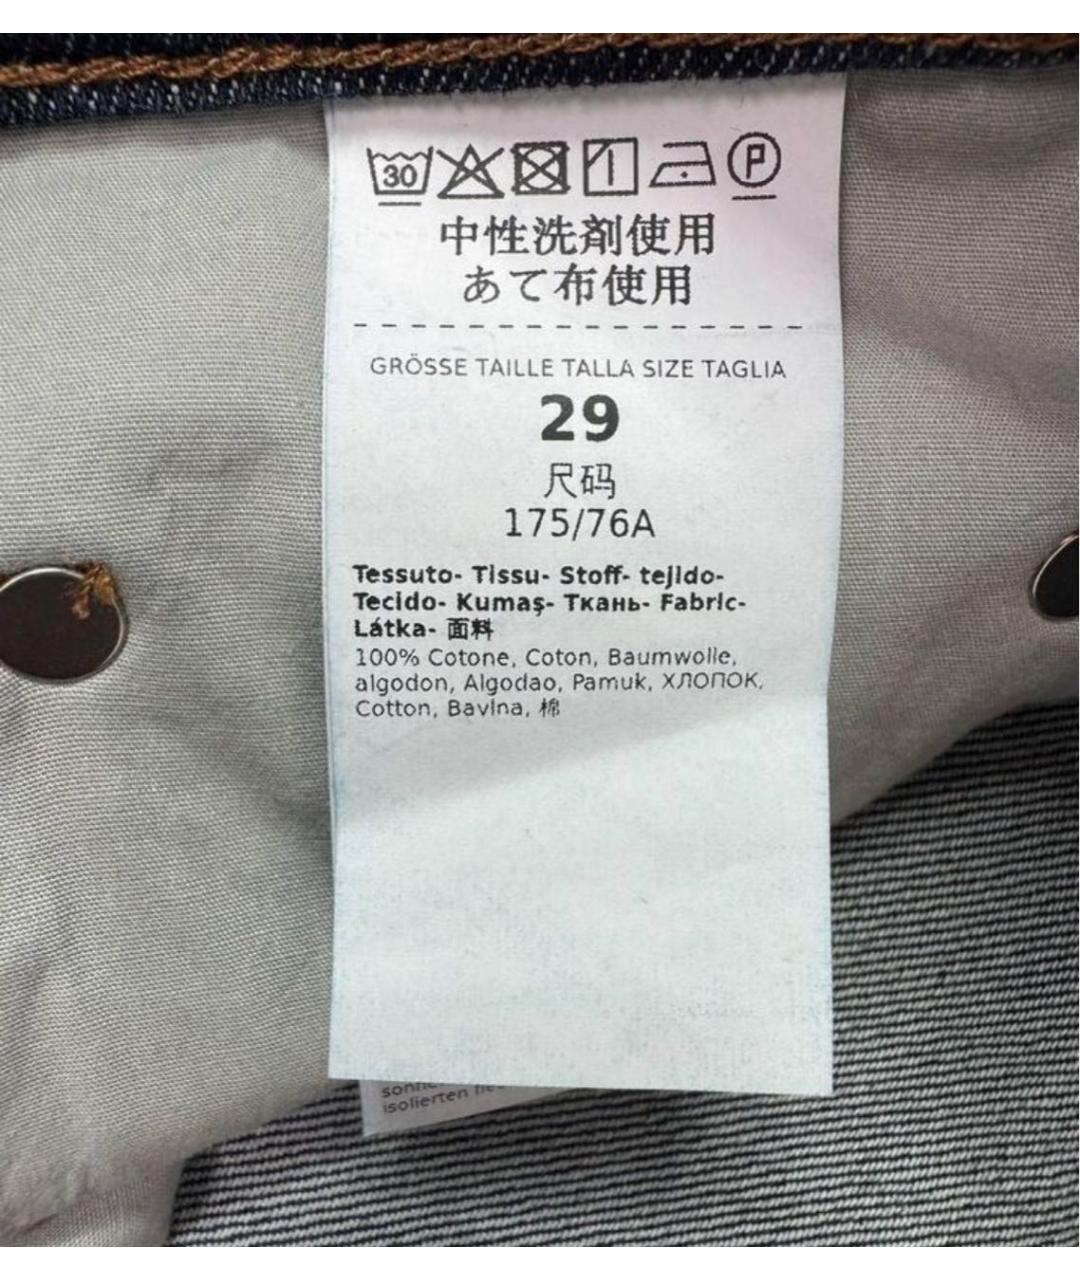 30 P
中性洗剤使用
あて布使用
GRÖSSE TAILLE TALLA SIZE TAGLIA
29
尺码
175/76A
Tessuto- Tissu- Stoff- tejido-
Tecido- Kumaş- Ткань- Fabric-
Látka- 面料
100% Cotone, Coton, Baumwolle,
algodon, Algodao, Pamuk, ХЛОПОК,
Cotton, Bavlna, 棉
isolierten